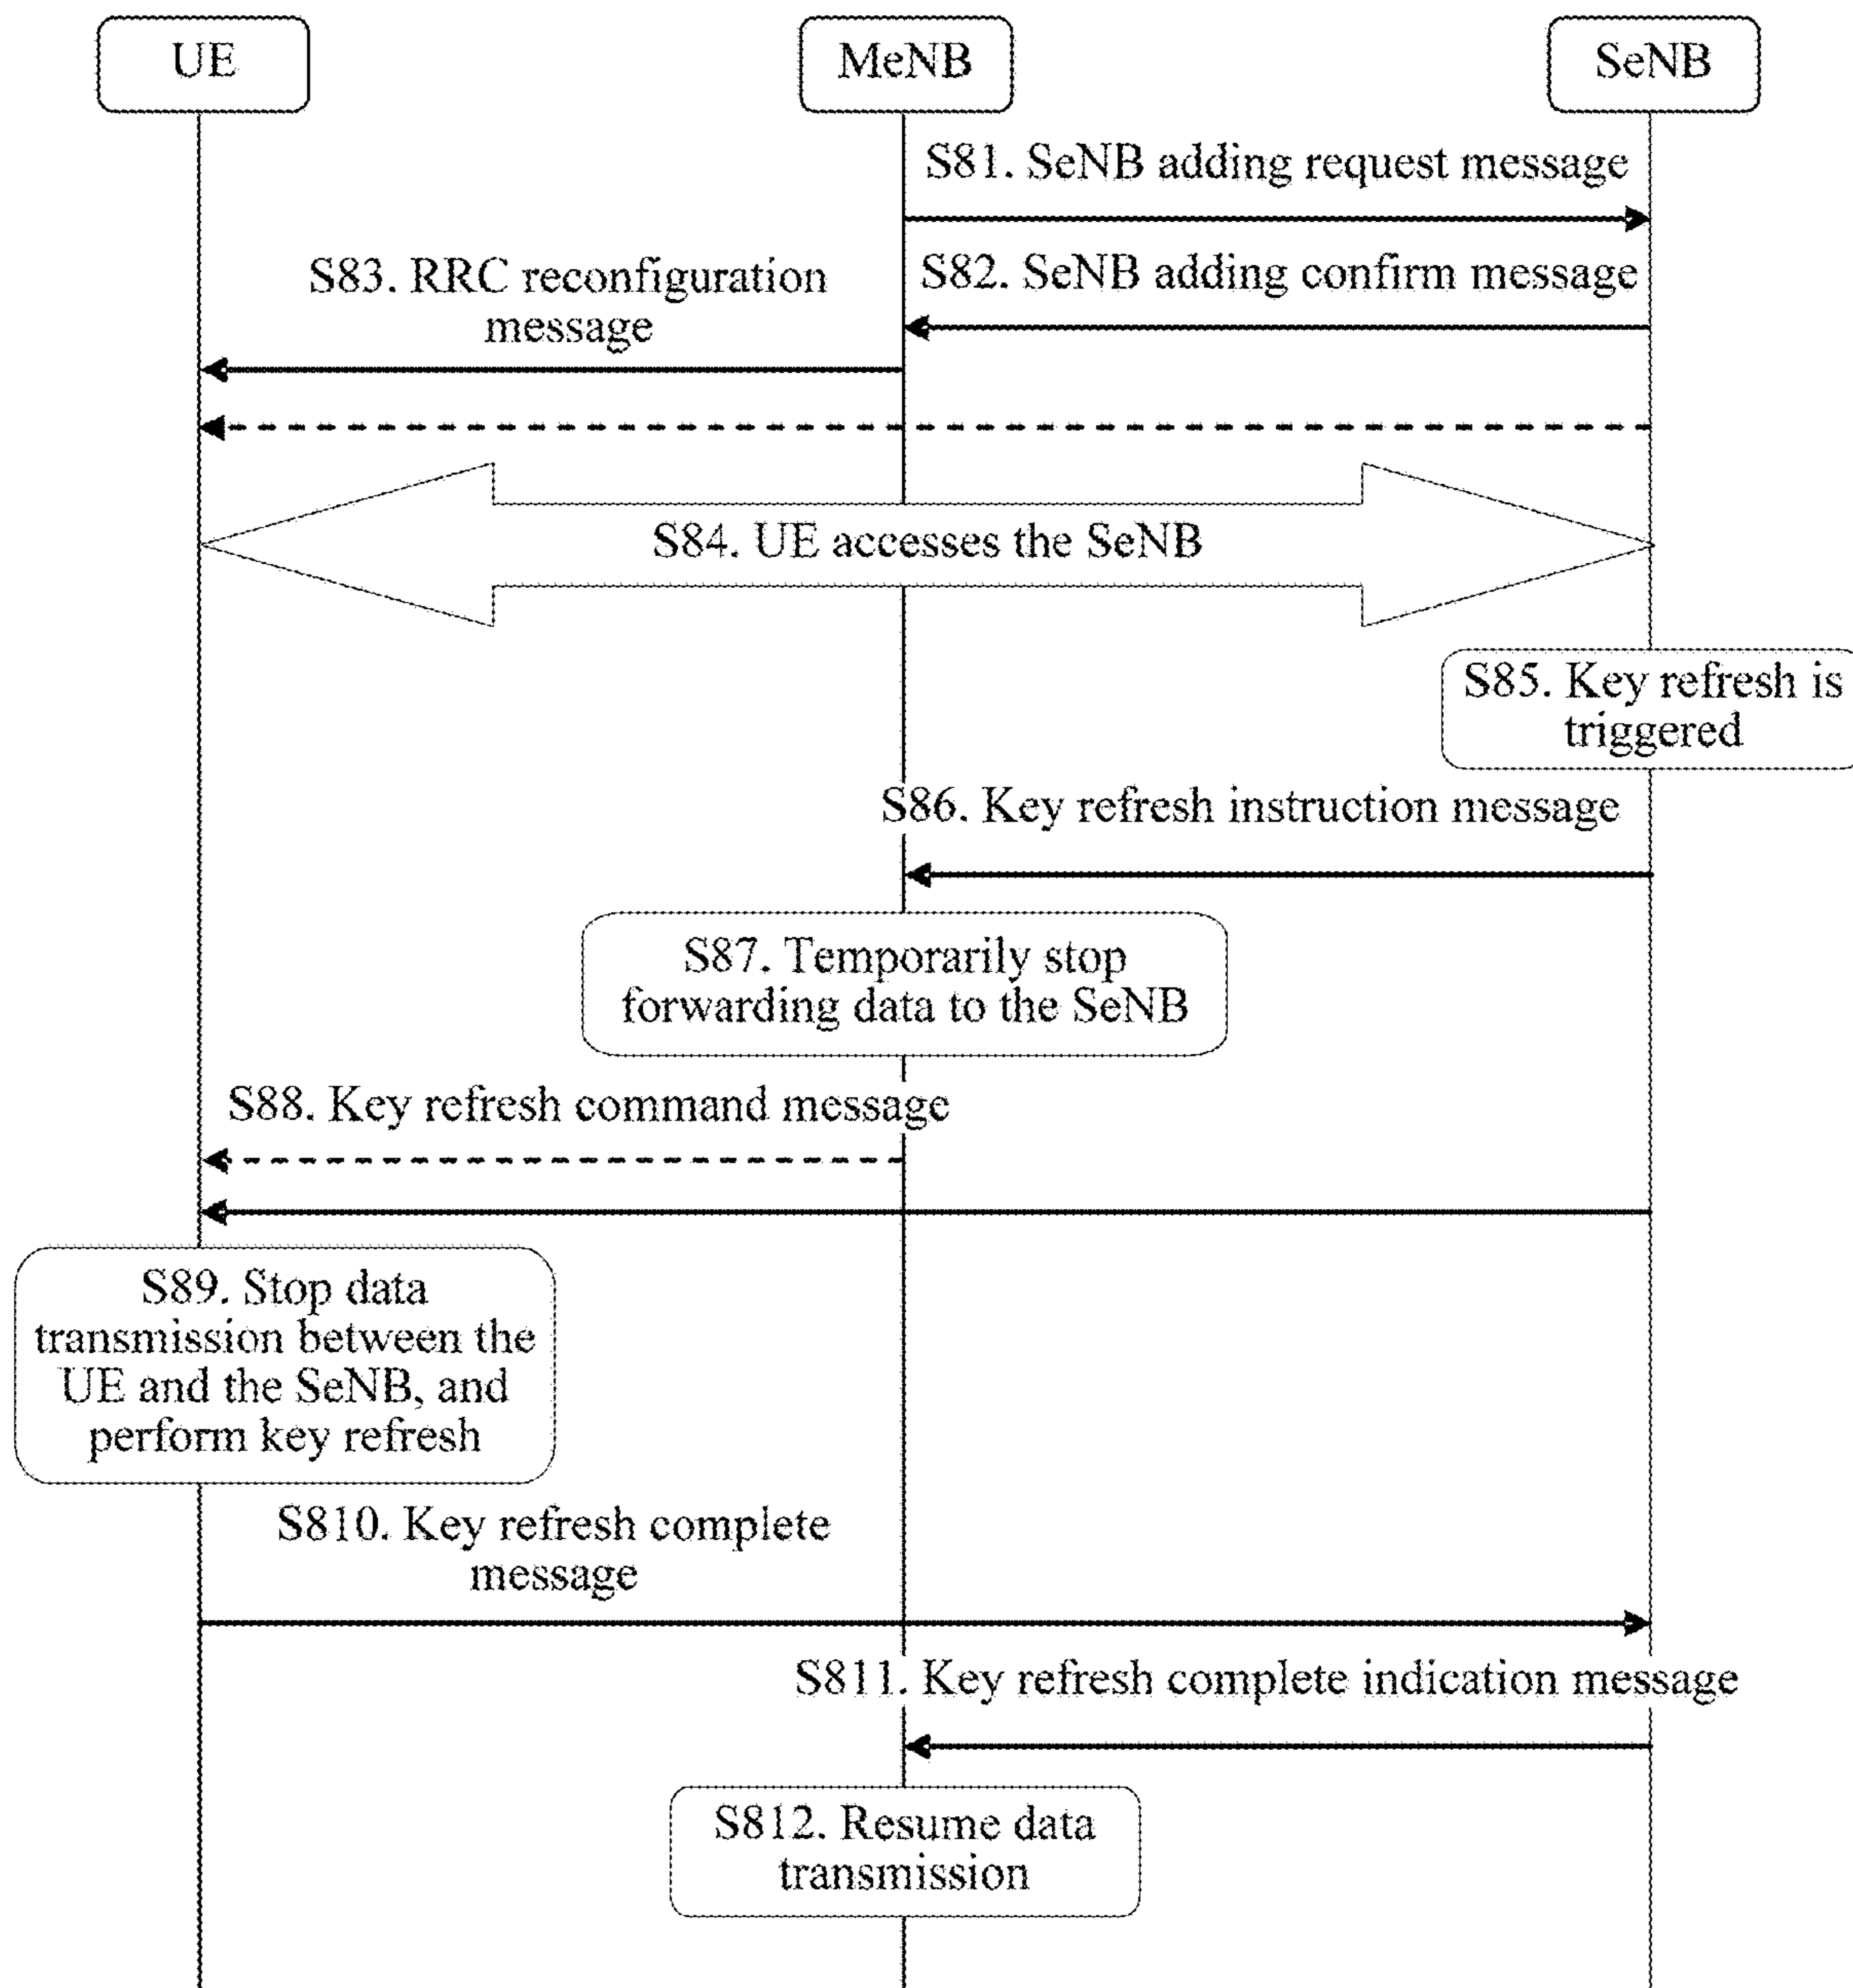 UE
MeNB
SeNB
S81. SeNB adding request message
S82. SeNB adding confirm message
S83. RRC reconfiguration
message
S84. UE accesses the SeNB
S85. Key refresh is
triggered
S86. Key refresh instruction message
S87. Temporarily stop
forwarding data to the SeNB
S88. Key refresh command message
S89. Stop data
transmission between the
UE and the SeNB, and
perform key refresh
S810. Key refresh complete
message
S811. Key refresh complete indication message
S812. Resume data
transmission